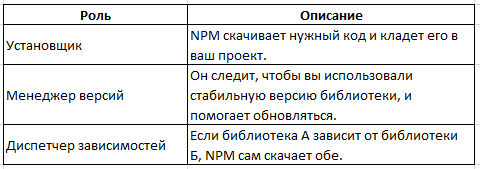 Роль Описание
NPM скачивает нужный код и кладет его в
Установщик
ваш проект.
Он следит, чтобы вы использовали
Менеджер версий
стабильную версию библиотеки, и
помогает обновляться.
Если библиотека А зависит от библиотеки
Диспетчер зависимостей
Б, NPM сам скачает обе.